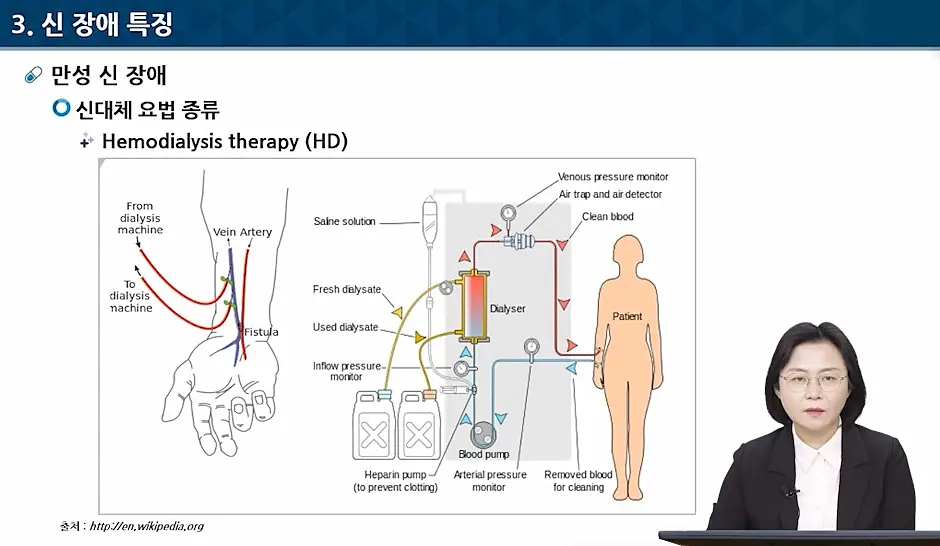 3. 신 장애 특징
만성 신 장애
신대체 요법 종류
Hemodialysis therapy (HD)
From
dialysis
machine
To
dialysis
machine
Vein Artery
Fistula
Saline solution
Fresh dialysate
Used dialysate
Inflow pressure
monitor
Heparin pump
(to prevent clotting)
Venous pressure monitor
Air trap and air detector
Clean blood
Dialyser
Patient
Blood pump
Arterial pressure
monitor
Removed blood
for cleaning
출처 : http://en.wikipedia.org